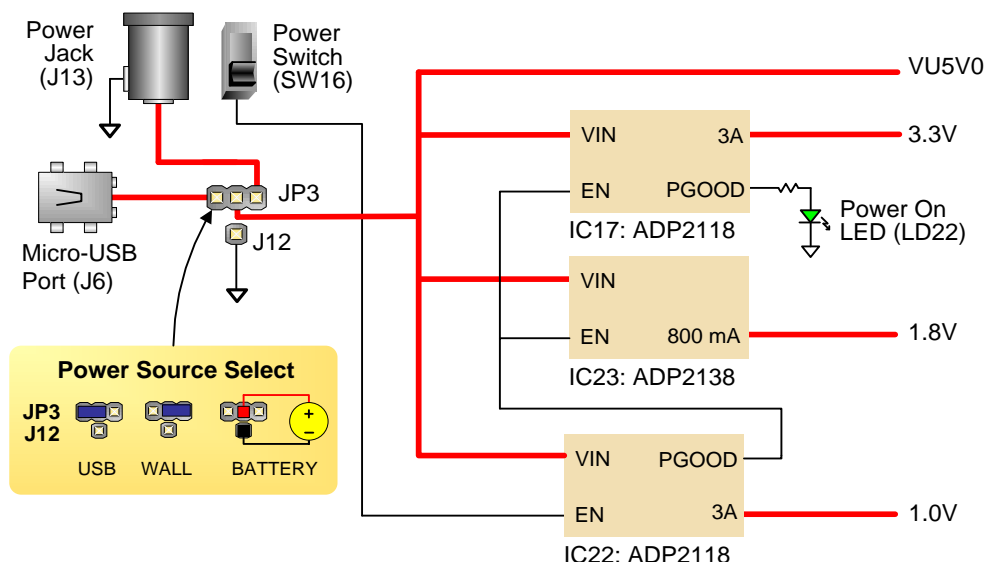 Power
Jack
(J13)
Power
Switch
(SW16)
VU5V0
VIN
3A
3.3V
EN
PGOOD
IC17: ADP2118
Power On
LED (LD22)
JP3
J12
Micro-USB
Port (J6)
VIN
EN
800 mA
1.8V
IC23: ADP2138
Power Source Select
JP3
J12
+
–
USB
WALL
BATTERY
VIN
PGOOD
EN
3A
1.0V
IC22: ADP2118